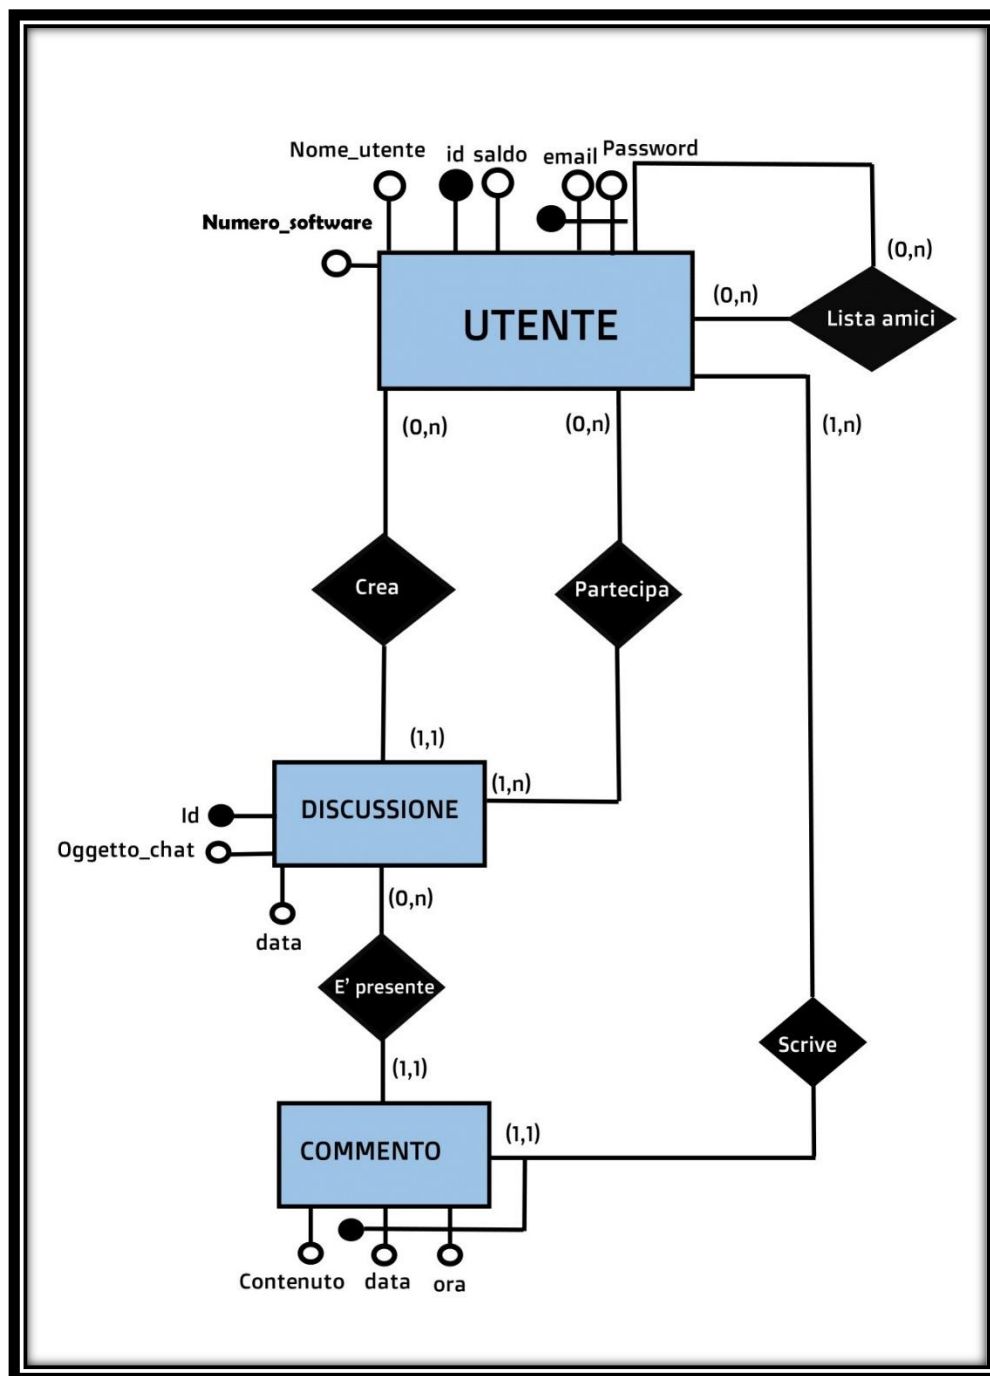 Nome_utente
id
saldo
email
Password
Numero_software
(0,n)
(0,n)
UTENTE
Lista amici
(0,n)
(0,n)
(1,n)
Crea
Partecipa
(1,1)
(1,n)
DISCUSSIONE
Id
Oggetto_chat
(0,n)
data
E' presente
Scrive
(1,1)
(1,1)
COMMENTO
Contenuto
data
ora